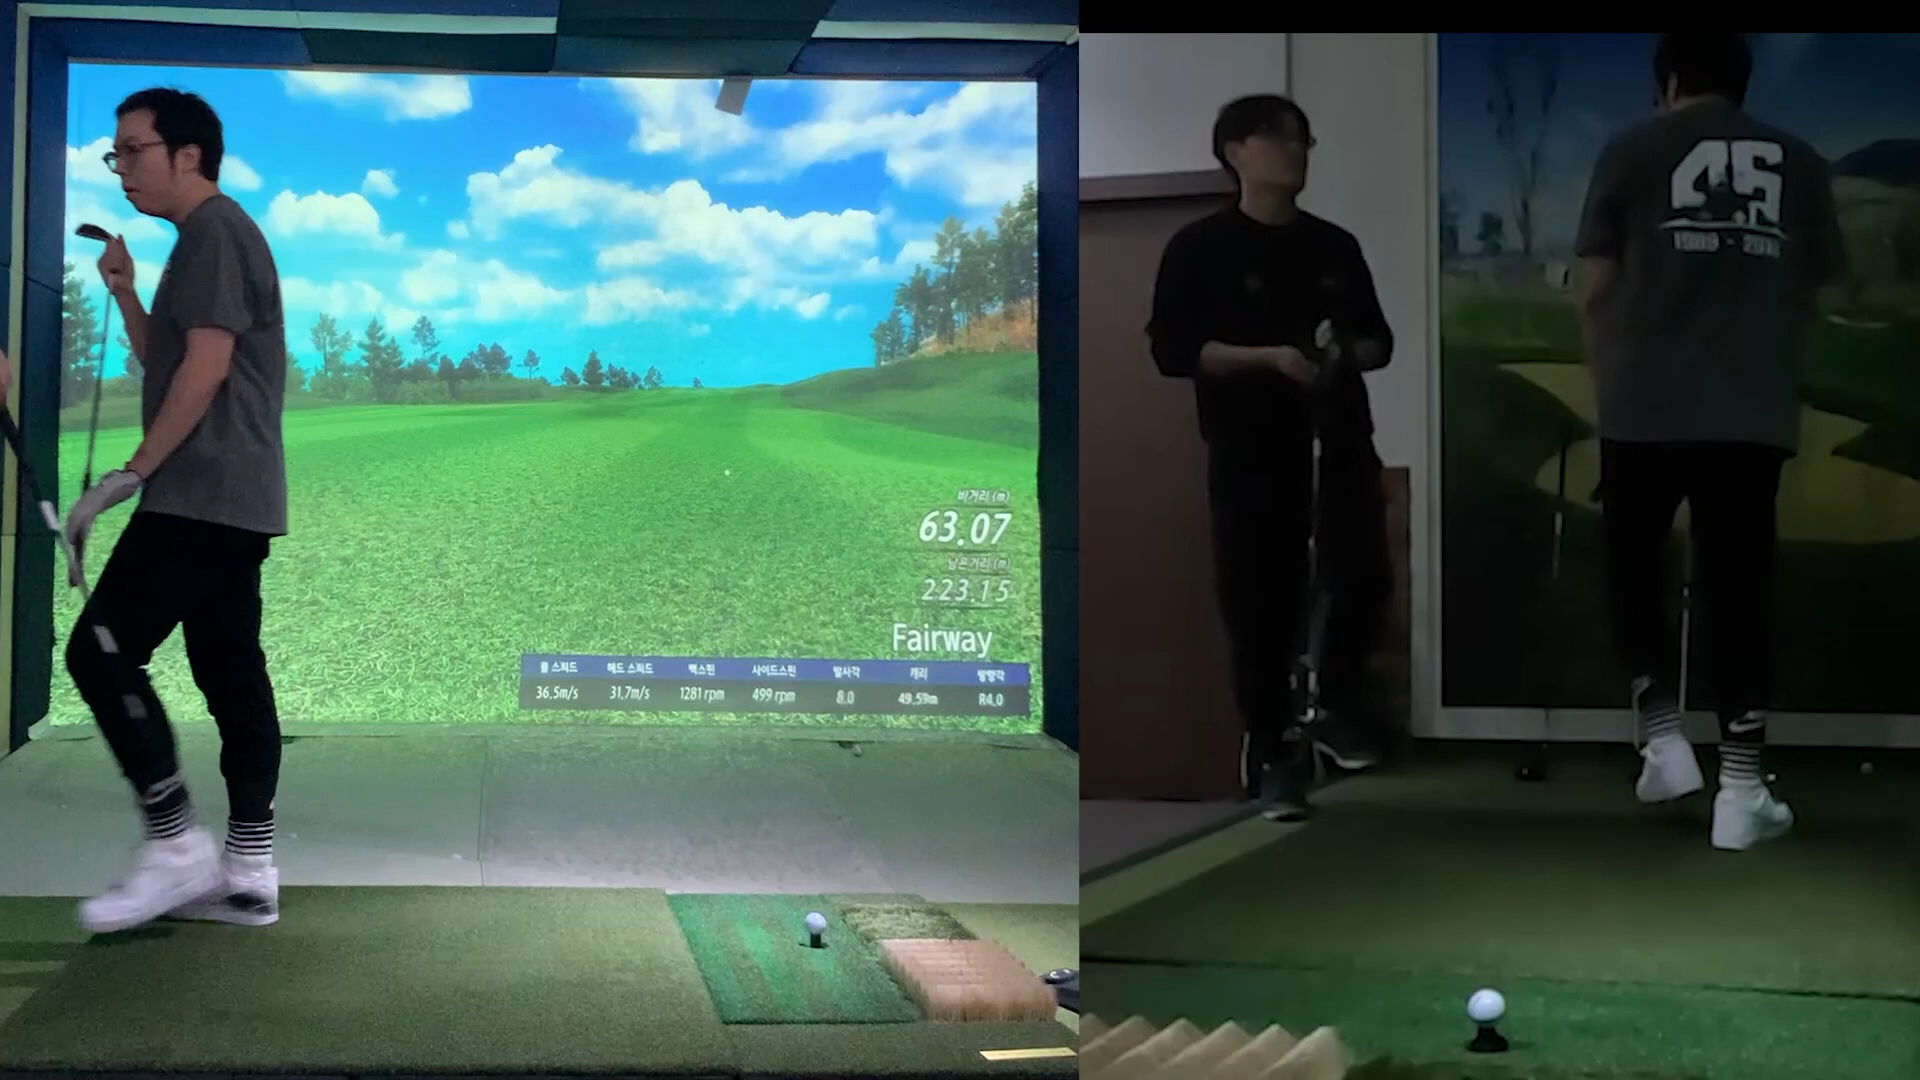 비거리 (m)
63.07
남은거리 (m)
223.15
Fairway
볼 스피드 헤드 스피드 백스핀 사이드스핀 발사각 캐리 방향각
36.5m/s 31.7m/s 1281 rpm 499 rpm 8.0 49.59m R4.0
45